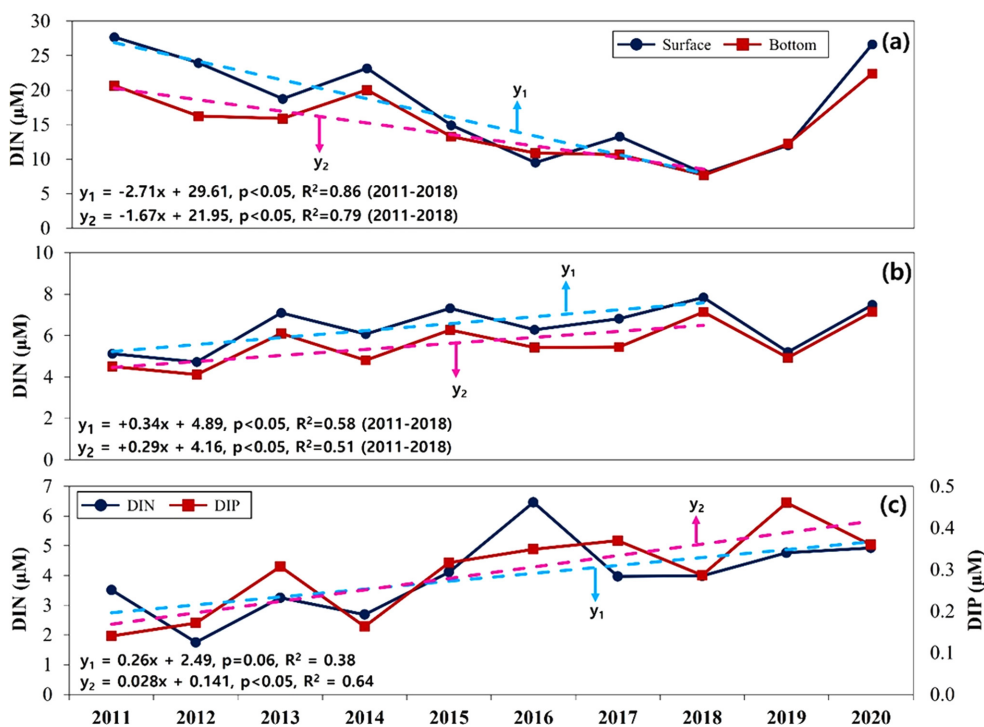 30
25
20
15
10
5
0
DIN (μM)
Surface Bottom
(a)
y₁
y₂
y₁ = -2.71x + 29.61, p<0.05, R²=0.86 (2011-2018)
y₂ = -1.67x + 21.95, p<0.05, R²=0.79 (2011-2018)
10
8
6
4
2
0
DIN (μM)
(b)
y₁
y₂
y₁ = +0.34x + 4.89, p<0.05, R²=0.58 (2011-2018)
y₂ = +0.29x + 4.16, p<0.05, R²=0.51 (2011-2018)
7
6
5
4
3
2
1
0
DIN (μM)
DIN DIP
(c)
y₂
y₁
y₁ = 0.26x + 2.49, p=0.06, R² = 0.38
y₂ = 0.028x + 0.141, p<0.05, R² = 0.64
0.5
0.4
0.3
0.2
0.1
0.0
DIP (μM)
2011 2012 2013 2014 2015 2016 2017 2018 2019 2020